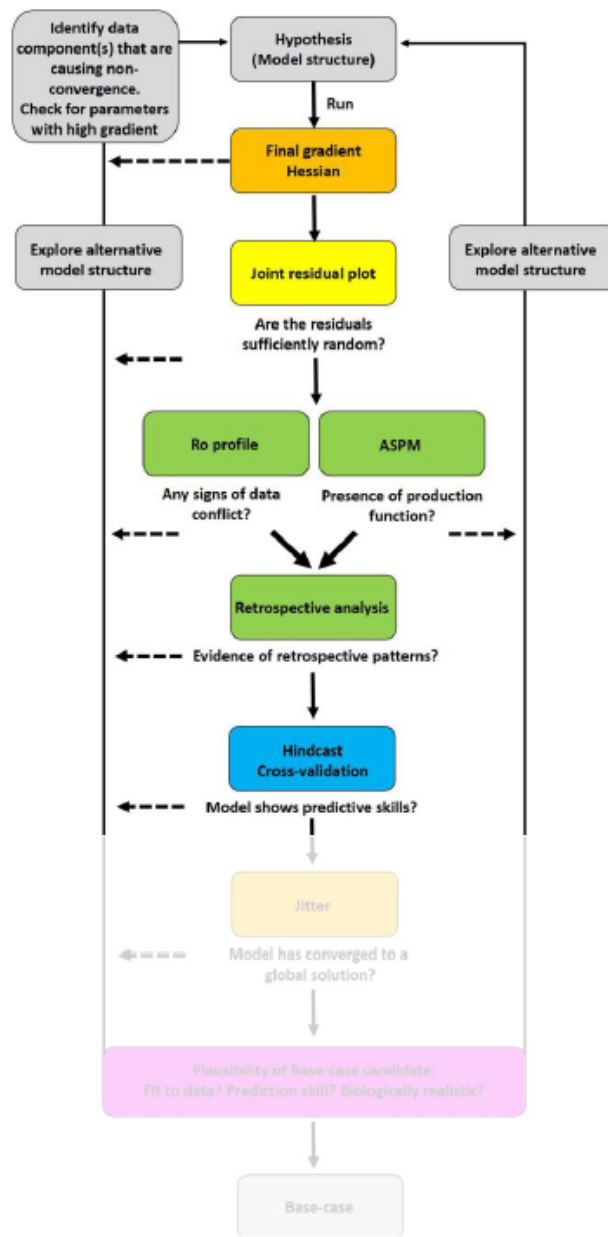 Identify data
component(s) that are
causing non-
convergence.
Check for parameters
with high gradient
Hypothesis
(Model structure)
Run
Final gradient
Hessian
Explore alternative
model structure
Joint residual plot
Explore alternative
model structure
Are the residuals
sufficiently random?
Ro profile
ASPM
Any signs of data
conflict?
Presence of production
function?
Retrospective analysis
Evidence of retrospective patterns?
Hindcast
Cross-validation
Model shows predictive skills?
Jitter
Model has converged to a
global solution?
Plausibility of Base-case candidate:
Fit to data? Prediction skill? Biologically realistic?
Base-case